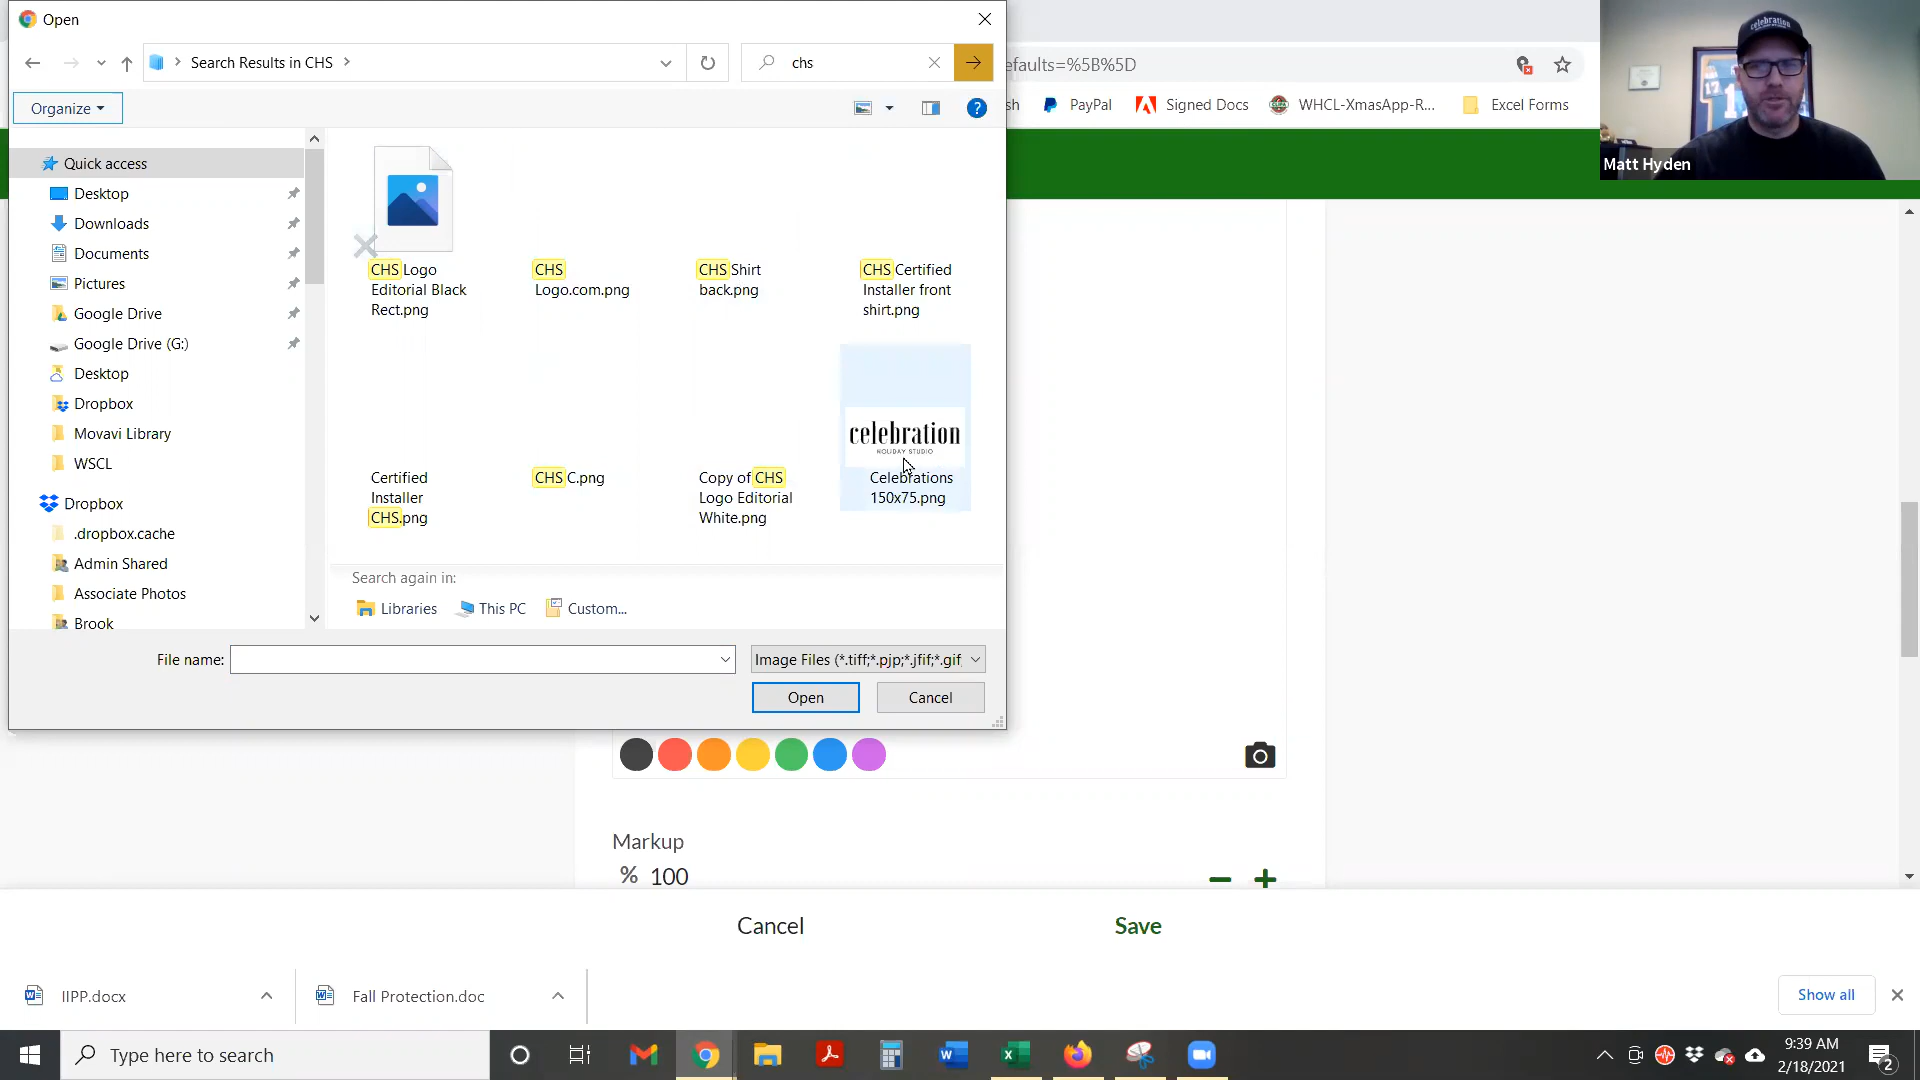 Open
Search Results in CHS
chs
efaults=%5B%5D
Organize
sh
PayPal
Signed Docs
WHCL-XmasApp-R...
Excel Forms
celebration
Matt Hyden
Quick access
Desktop
Downloads
Documents
Pictures
Google Drive
Google Drive (G:)
Desktop
Dropbox
Movavi Library
WSCL
Dropbox
.dropbox.cache
Admin Shared
Associate Photos
Brook
CHS Logo
Editorial Black
Rect.png
CHS
Logo.com.png
CHS Shirt
back.png
CHS Certified
Installer front
shirt.png
Certified
Installer
CHS.png
CHS C.png
Copy of CHS
Logo Editorial
White.png
celebration
HOLIDAY STUDIO
Celebrations
150x75.png
Search again in:
Libraries
This PC
Custom...
File name:
Image Files (*.tiff;*.pjp;*.jfif;*.gif
Open
Cancel
Markup
% 100
Cancel
Save
IIPP.docx
Fall Protection.doc
Show all
Type here to search
9:39 AM
2/18/2021
2